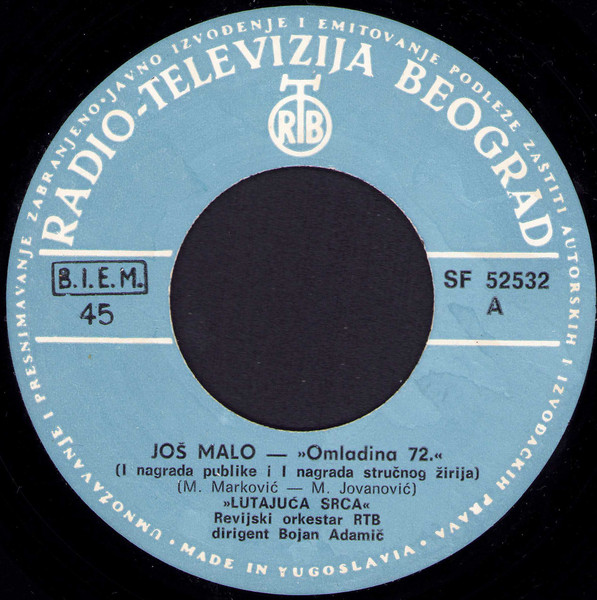 UMNOŽAVANJE I PRESNIMAVANJE ZABRANJENO • JAVNO IZVOĐENJE I EMITOVANJE PODLEŽE ZAŠTITI AUTORSKIH I IZVOĐAČKIH PRAVA •
RADIO-TELEVIZIJA BEOGRAD
RTB
B.I.E.M.
45
SF 52532
A
JOŠ MALO — »Omladina 72.«
(I nagrada publike i I nagrada stručnog žirija)
(M. Marković — M. Jovanović)
»LUTAJUĆA SRCA«
Revijski orkestar RTB
dirigent Bojan Adamič
MADE IN YUGOSLAVIA •